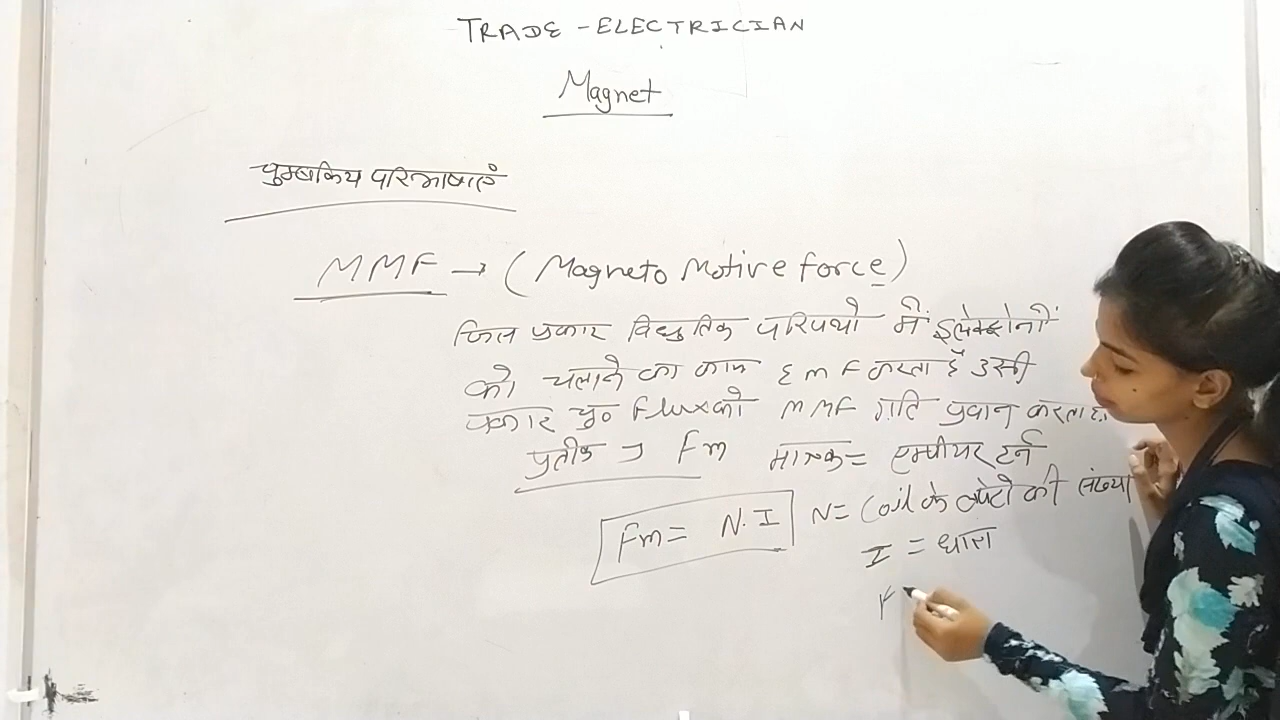 TRADE - ELECTRICIAN
Magnet
चुम्बकिय परिभाषाएं
MMF → (Magneto Motive force)
जिस प्रकार विधुतिक परिपथो में इलेक्ट्रोनों
को चलाने का काम EMF करता है उसी
प्रकार चु० Flux को MMF गति प्रदान करता है.
प्रतीक → Fm मात्रक = एम्पीयर टर्न
Fm = N.I N = Coil के लपेटो की संख्या
I = धारा
F